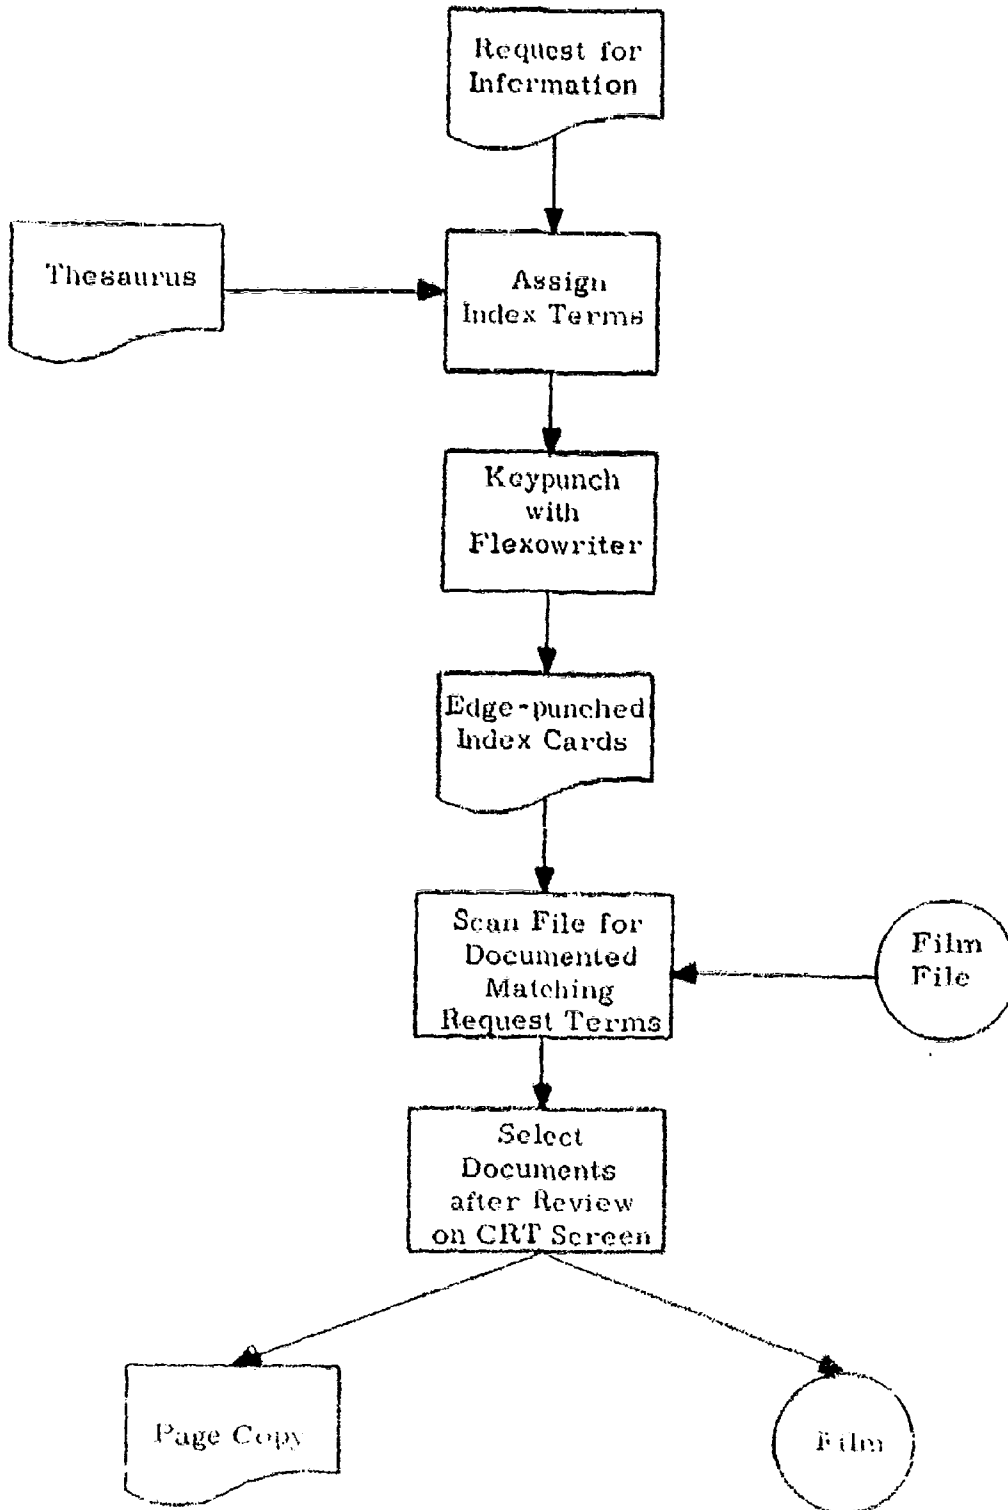 Request for
Information
Thesaurus
Assign
Index Terms
Keypunch
with
Flexowriter
Edge-punched
Index Cards
Scan File for
Documented
Matching
Request Terms
Film
File
Select
Documents
after Review
on CRT Screen
Page Copy
Film